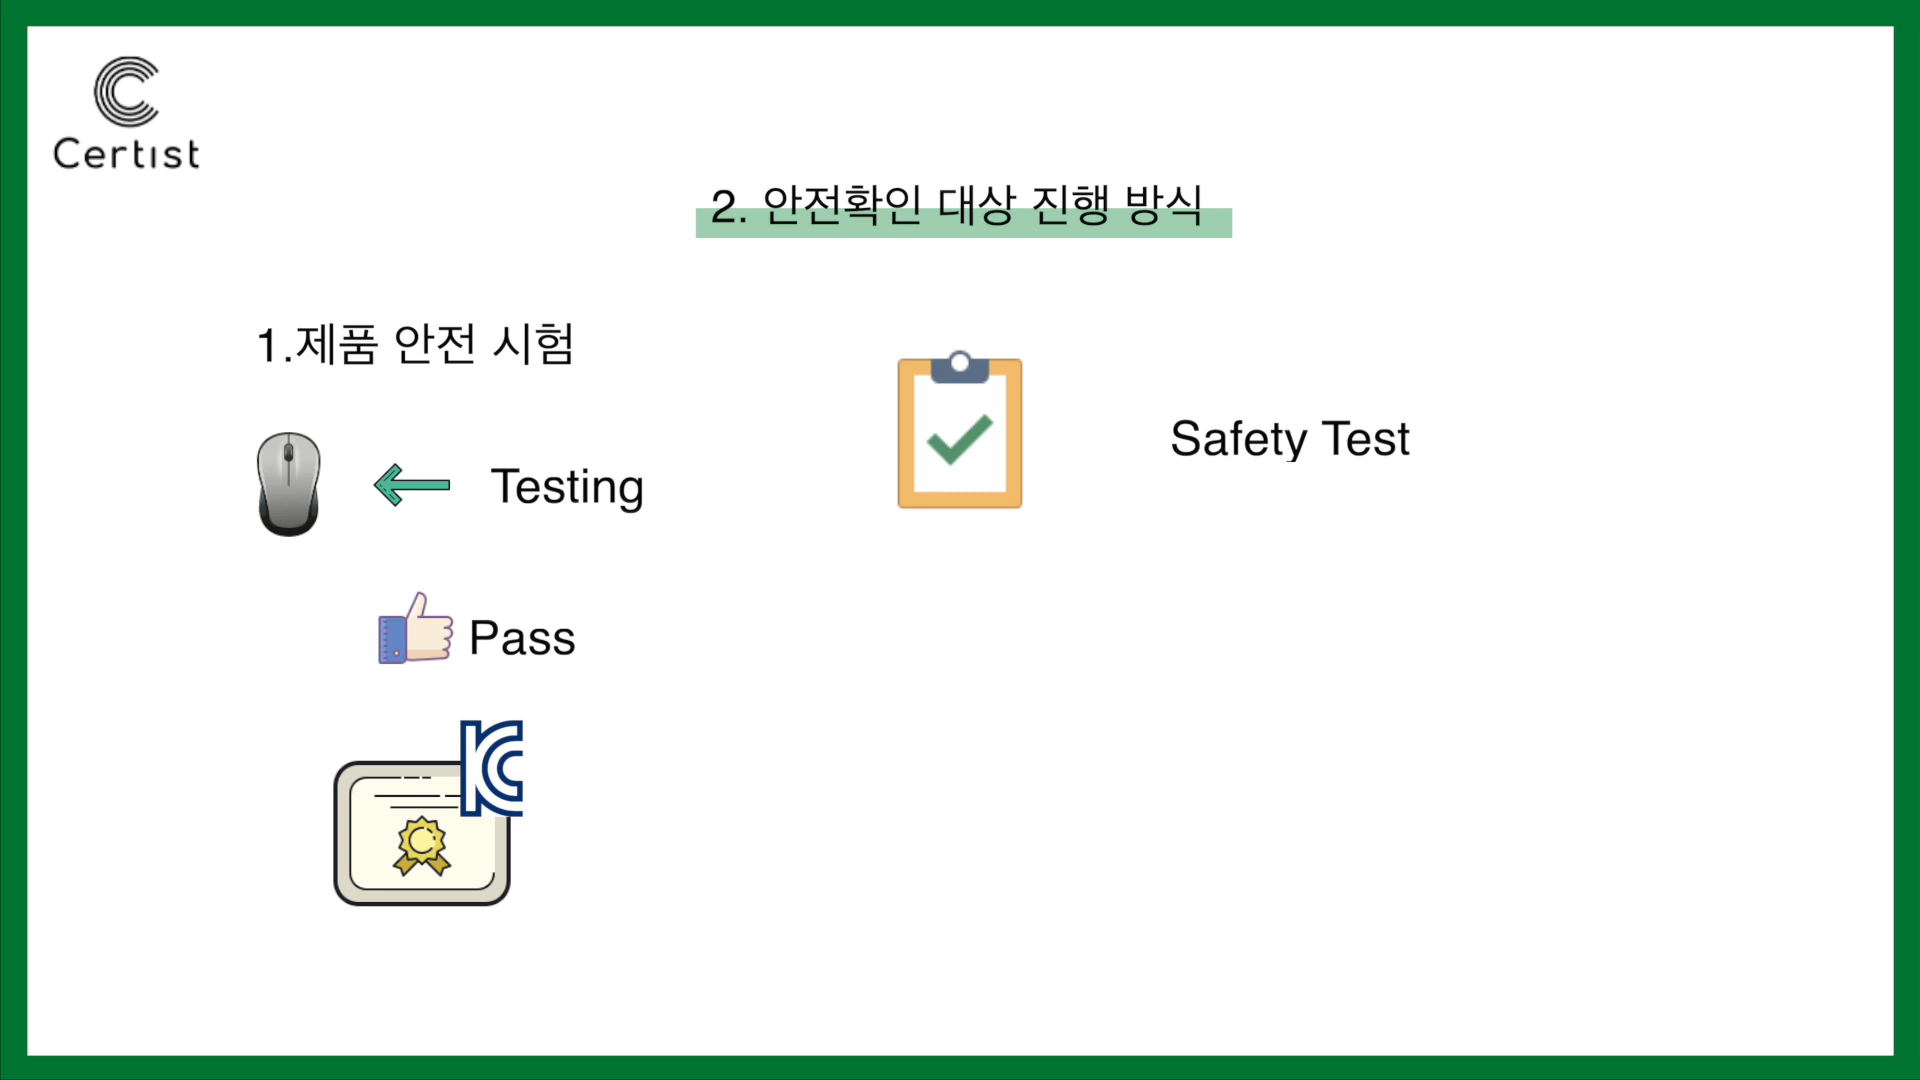 Certist
2. 안전확인 대상 진행 방식
1.제품 안전 시험
Testing
Pass
KC
Safety Test